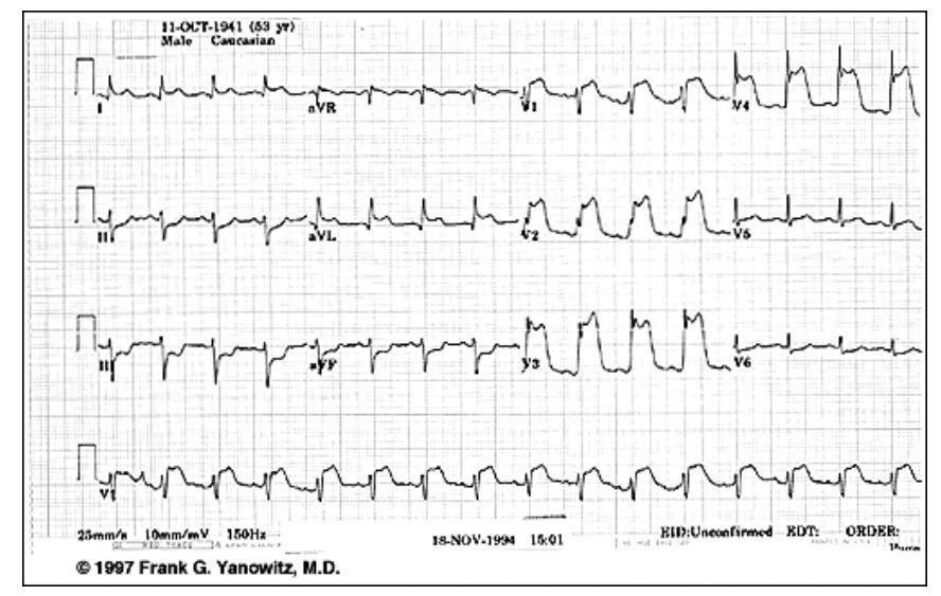 11-OCT-1941 (53 yr)
Male Caucasian
I aVR V1 V4
II aVL V2 V5
III aVF V3 V6
V1
25mm/s 10mm/mV 150Hz
18-NOV-1994 15:01
EID:Unconfirmed EDT: ORDER:
© 1997 Frank G. Yanowitz, M.D.